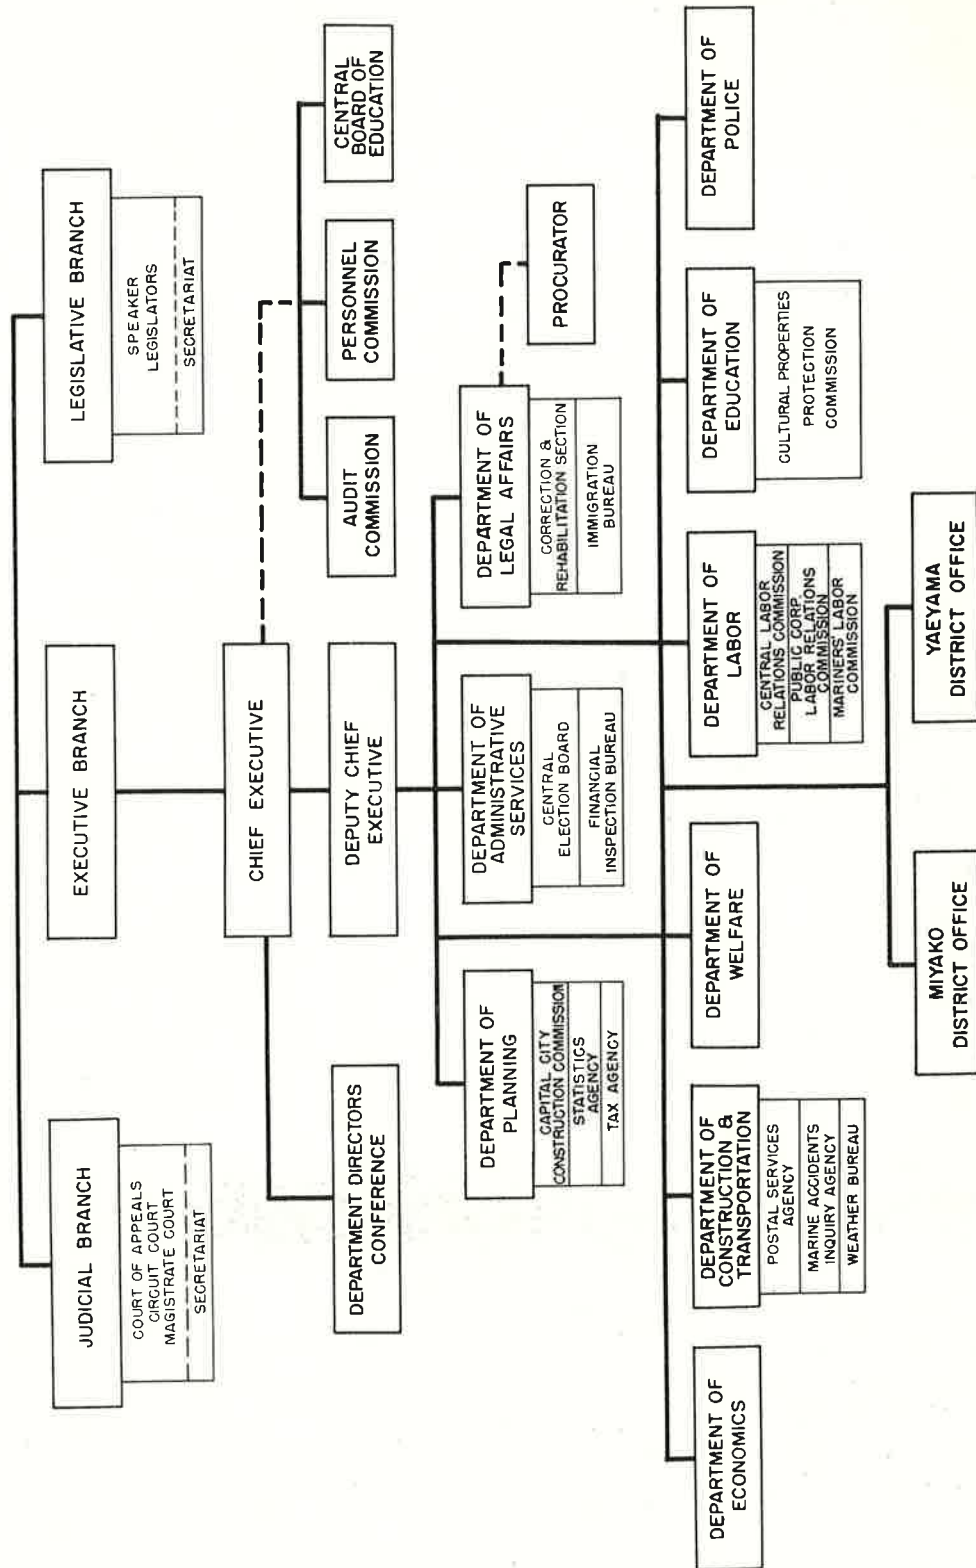 JUDICIAL BRANCH
COURT OF APPEALS
CIRCUIT COURT
MAGISTRATE COURT
SECRETARIAT
EXECUTIVE BRANCH
LEGISLATIVE BRANCH
SPEAKER
LEGISLATORS
SECRETARIAT
CHIEF EXECUTIVE
DEPARTMENT DIRECTORS
CONFERENCE
DEPUTY CHIEF
EXECUTIVE
AUDIT
COMMISSION
PERSONNEL
COMMISSION
CENTRAL
BOARD OF
EDUCATION
DEPARTMENT OF
PLANNING
CAPITAL CITY
CONSTRUCTION COMMISSION
STATISTICS
AGENCY
TAX AGENCY
DEPARTMENT OF
ADMINISTRATIVE
SERVICES
CENTRAL
ELECTION BOARD
FINANCIAL
INSPECTION BUREAU
DEPARTMENT OF
LEGAL AFFAIRS
CORRECTION &
REHABILITATION SECTION
IMMIGRATION
BUREAU
PROCURATOR
DEPARTMENT OF
ECONOMICS
DEPARTMENT OF
CONSTRUCTION &
TRANSPORTATION
POSTAL SERVICES
AGENCY
MARINE ACCIDENTS
INQUIRY AGENCY
WEATHER BUREAU
DEPARTMENT OF
WELFARE
DEPARTMENT OF
LABOR
CENTRAL LABOR
RELATIONS COMMISSION
PUBLIC CORP.
LABOR RELATIONS
COMMISSION
MARINERS' LABOR
COMMISSION
DEPARTMENT OF
EDUCATION
CULTURAL PROPERTIES
PROTECTION
COMMISSION
DEPARTMENT OF
POLICE
MIYAKO
DISTRICT OFFICE
YAEYAMA
DISTRICT OFFICE